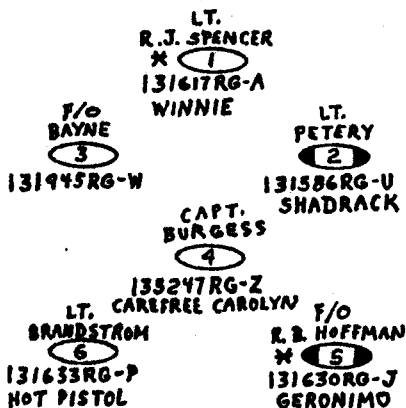 LT.
R.J. SPENCER
* 1
131617RG-A
WINNIE
F/O
BAYNE
3
131945RG-W
LT.
PETERY
2
131586RG-U
SHADRACK
CAPT.
BURGESS
4
135247RG-Z
CAREFREE CAROLYN
LT.
BRANDSTROM
6
131633RG-P
HOT PISTOL
F/O
R.B. HOFFMAN
* 5
131630RG-J
GERONIMO